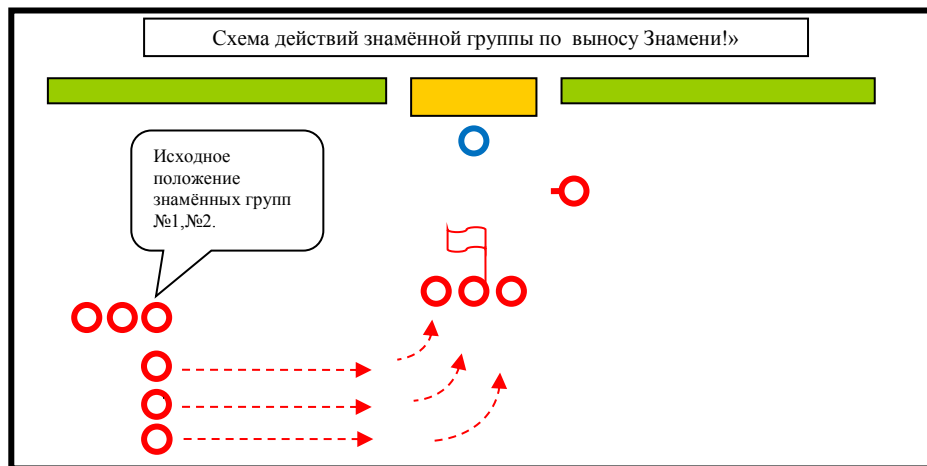 Схема действий знамённой группы по выносу Знамени!»
Исходное
положение
знамённых групп
№1,№2.